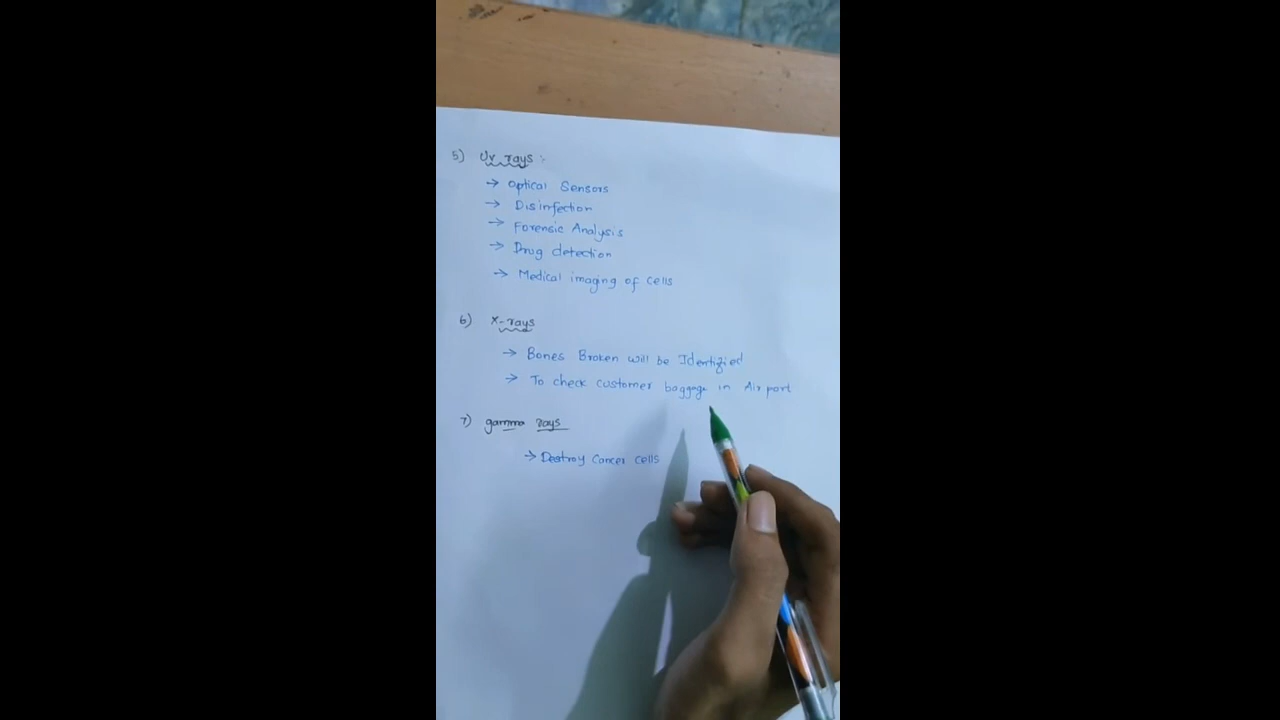 5) UV rays :-
→ Optical Sensors
→ Disinfection
→ Forensic Analysis
→ Drug detection
→ Medical imaging of cells
6) X-rays
→ Bones Broken will be Identified
→ To check customer baggage in Air port
7) gamma rays
→ Destroy Cancer cells